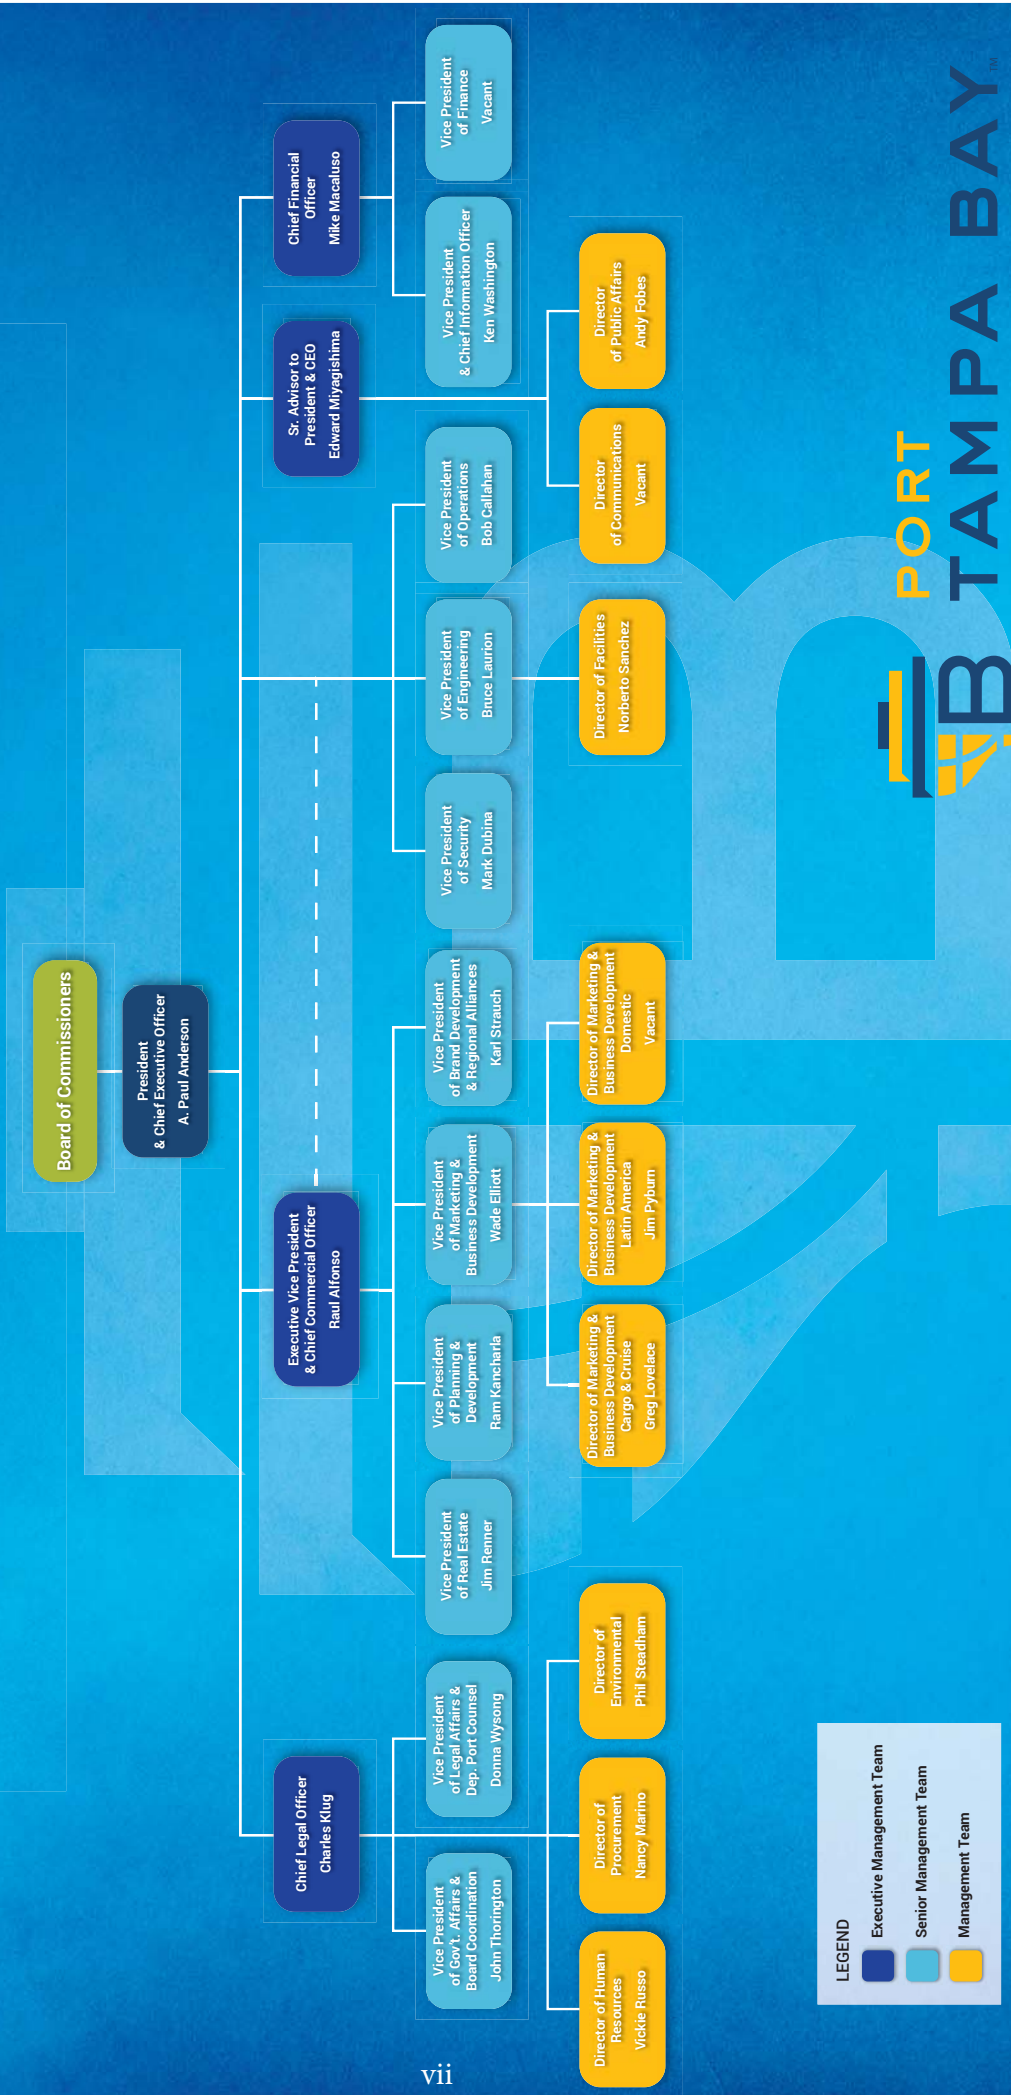 Board of Commissioners
President
& Chief Executive Officer
A. Paul Anderson
Chief Legal Officer
Charles Klug
Executive Vice President
& Chief Commercial Officer
Raul Alfonso
Sr. Advisor to
President & CEO
Edward Miyagishima
Chief Financial
Officer
Mike Macaluso
Vice President
of Gov't. Affairs &
Board Coordination
John Thorington
Vice President
of Legal Affairs &
Dep. Port Counsel
Donna Wysong
Vice President
of Real Estate
Jim Renner
Vice President
of Planning &
Development
Ram Kancharla
Vice President
of Marketing &
Business Development
Wade Elliott
Vice President
of Brand Development
& Regional Alliances
Karl Strauch
Vice President
of Security
Mark Dubina
Vice President
of Engineering
Bruce Laurion
Vice President
of Operations
Bob Callahan
Vice President
& Chief Information Officer
Ken Washington
Vice President
of Finance
Vacant
Director of Human
Resources
Vickie Russo
Director of
Procurement
Nancy Marino
Director of
Environmental
Phil Steadham
Director of Marketing &
Business Development
Cargo & Cruise
Greg Lovelace
Director of Marketing &
Business Development
Latin America
Jim Pyburn
Director of Marketing &
Business Development
Domestic
Vacant
Director of Facilities
Norberto Sanchez
Director
of Communications
Vacant
Director
of Public Affairs
Andy Fobes
LEGEND
Executive Management Team
Senior Management Team
Management Team
PORT
TAMPA BAY™
vii